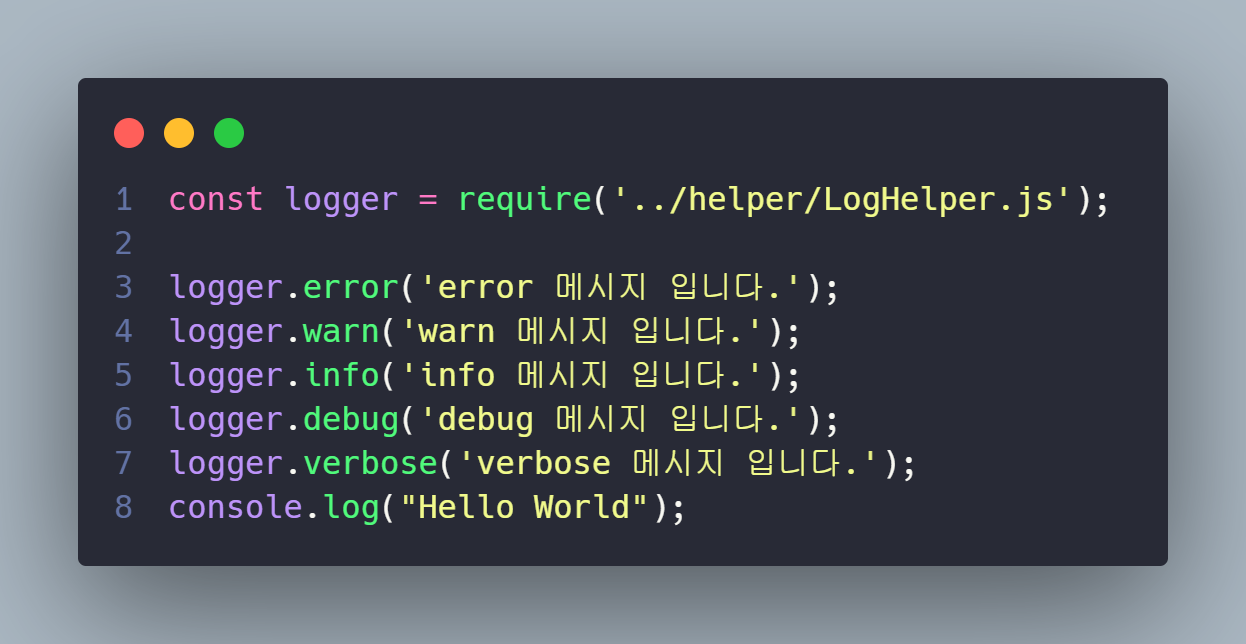 1 const logger = require('../helper/LogHelper.js');
2
3 logger.error('error 메시지 입니다.');
4 logger.warn('warn 메시지 입니다.');
5 logger.info('info 메시지 입니다.');
6 logger.debug('debug 메시지 입니다.');
7 logger.verbose('verbose 메시지 입니다.');
8 console.log("Hello World");